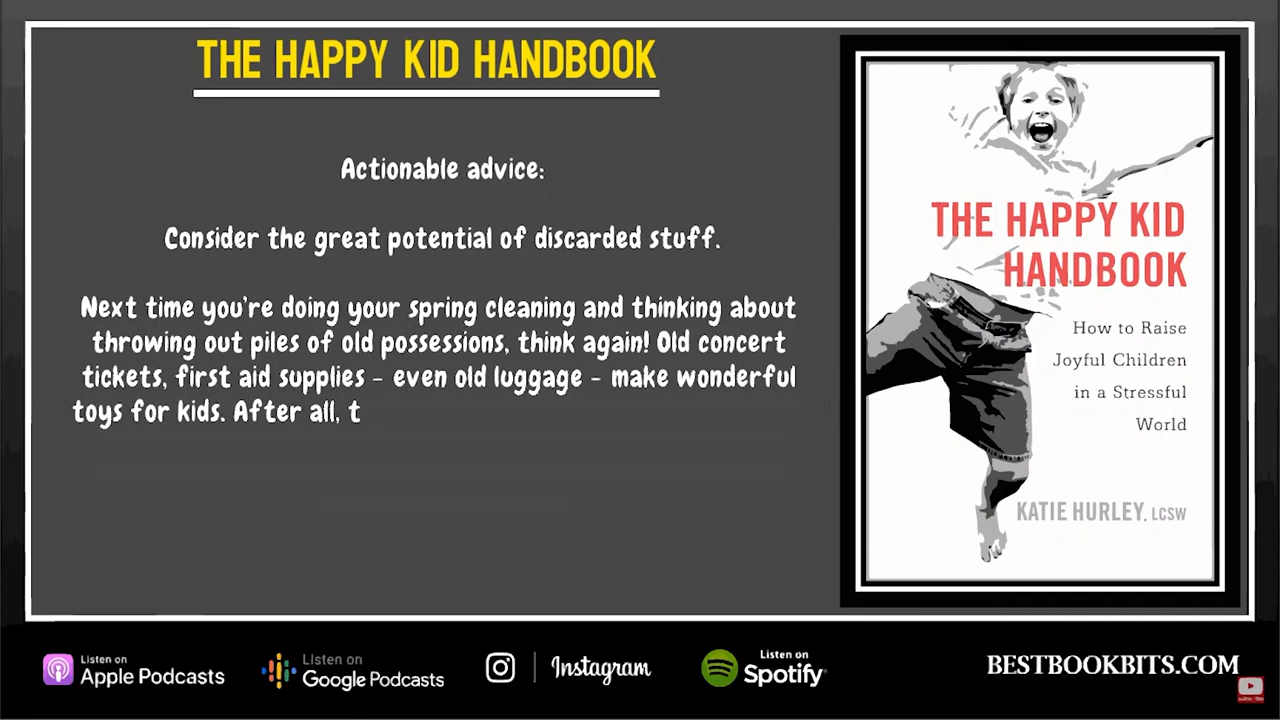 THE HAPPY KID HANDBOOK
Actionable advice:
Consider the great potential of discarded stuff.
Next time you're doing your spring cleaning and thinking about
throwing out piles of old possessions, think again! Old concert
tickets, first aid supplies - even old luggage - make wonderful
toys for kids. After all, t
THE HAPPY KID
HANDBOOK
How to Raise
Joyful Children
in a Stressful
World
KATIE HURLEY, LCSW
Listen on
Apple Podcasts
Listen on
Google Podcasts
Instagram
Listen on
Spotify
BESTBOOKBITS.COM